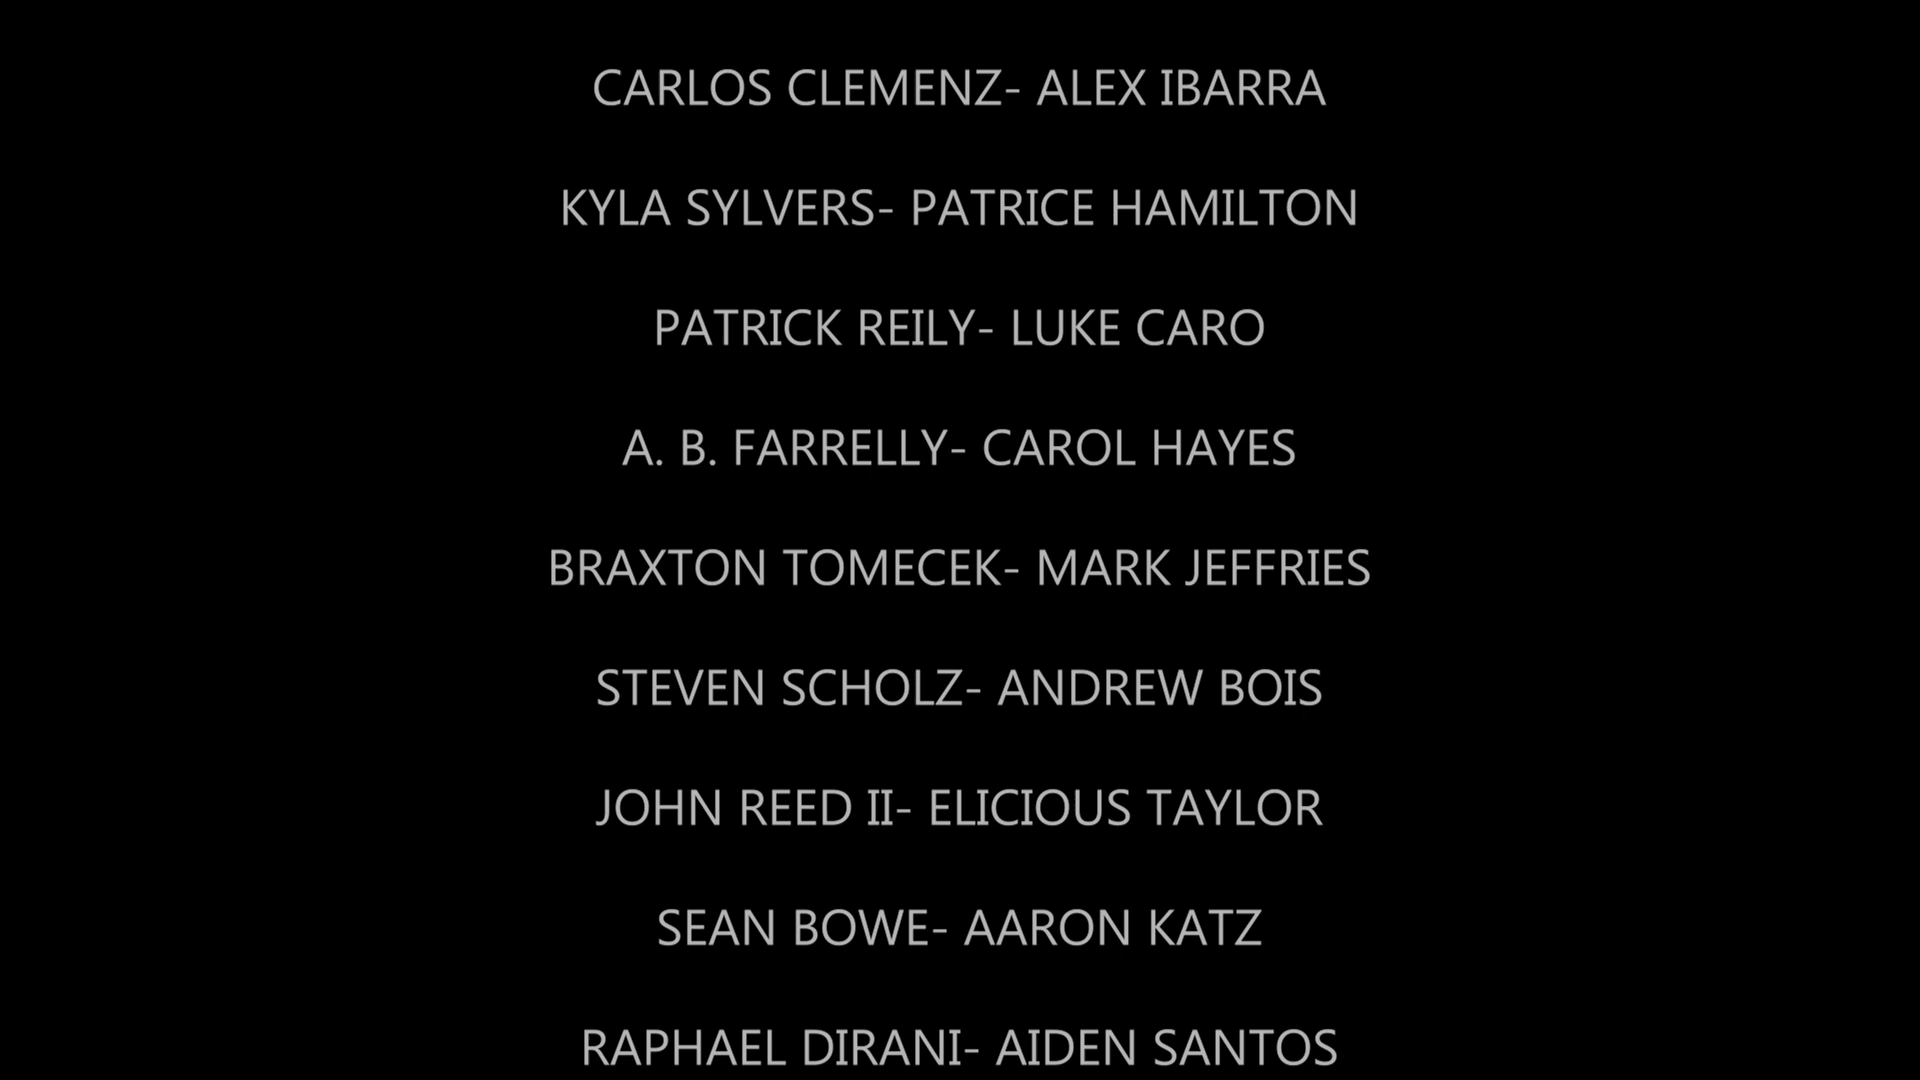 CARLOS CLEMENZ- ALEX IBARRA
KYLA SYLVERS- PATRICE HAMILTON
PATRICK REILY- LUKE CARO
A. B. FARRELLY- CAROL HAYES
BRAXTON TOMECEK- MARK JEFFRIES
STEVEN SCHOLZ- ANDREW BOIS
JOHN REED II- ELICIOUS TAYLOR
SEAN BOWE- AARON KATZ
RAPHAEL DIRANI- AIDEN SANTOS